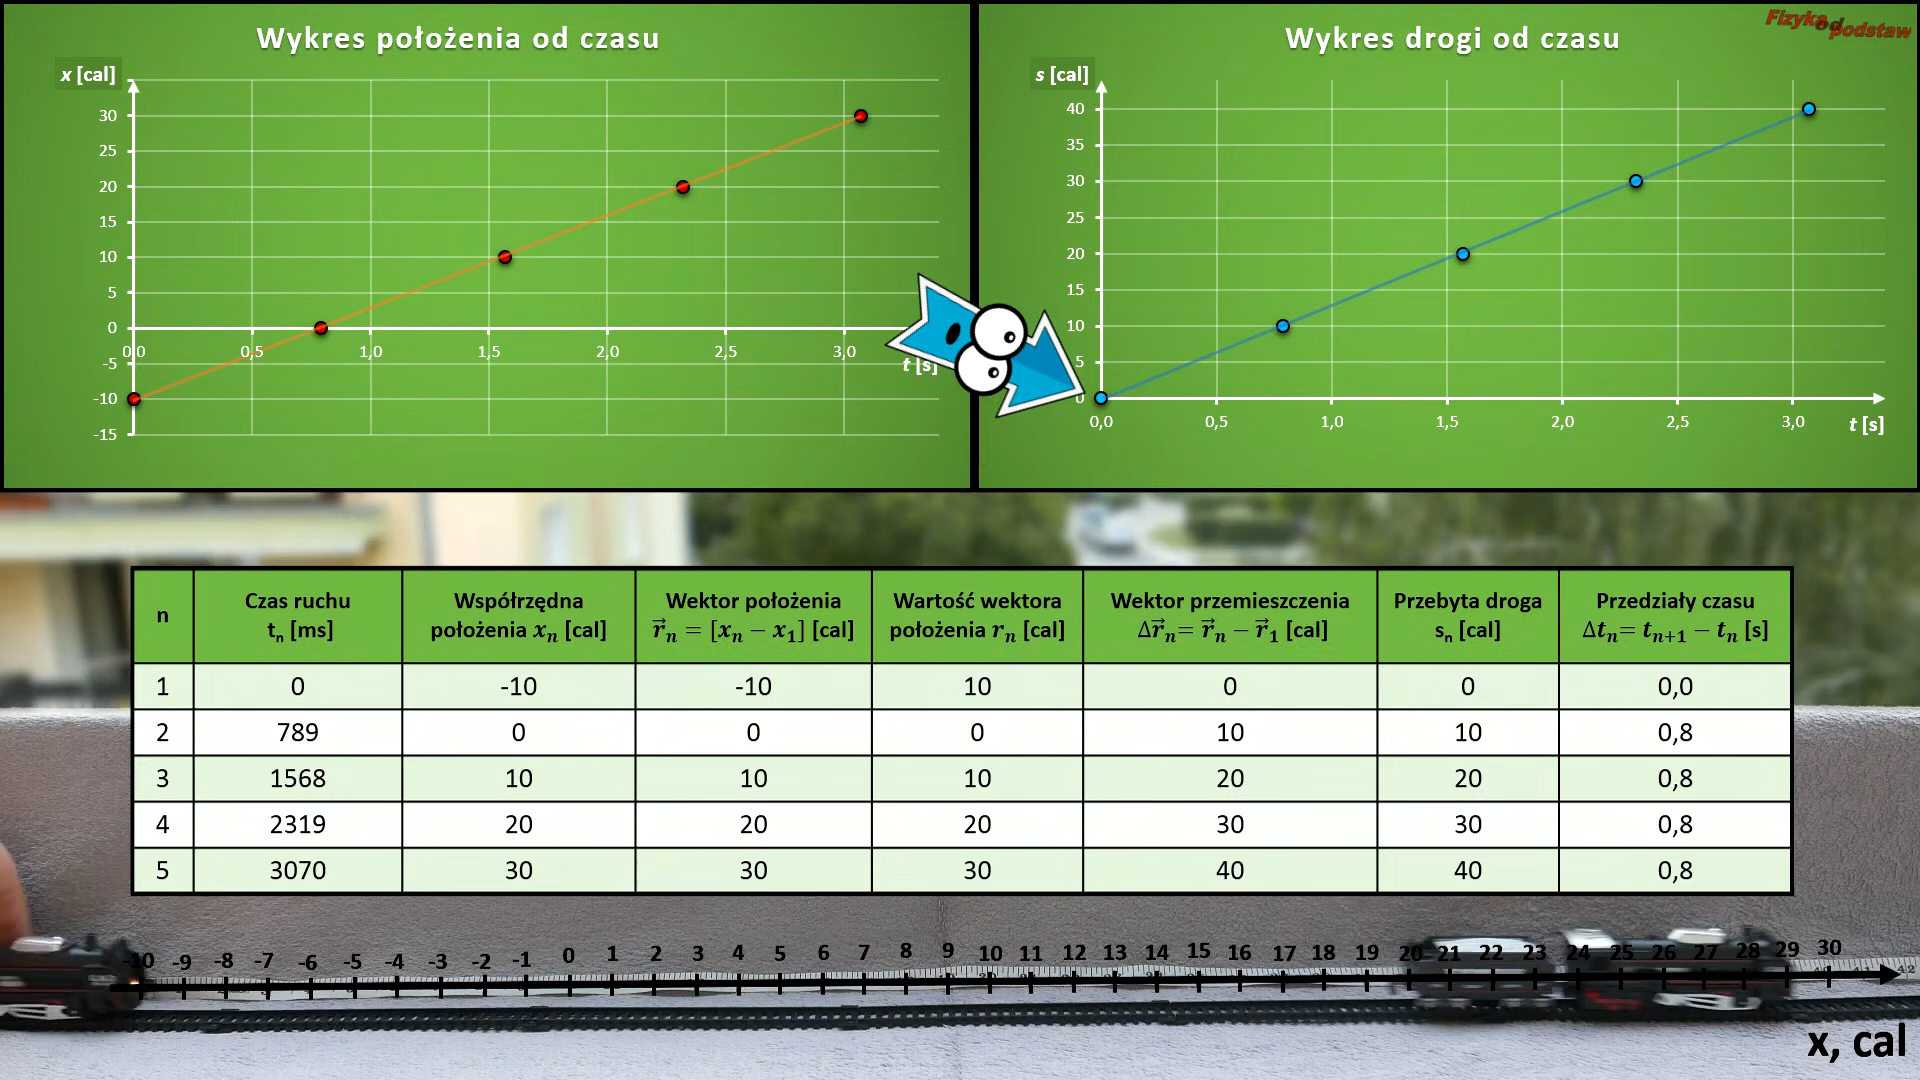 Wykres położenia od czasu
x [cal]
30
25
20
15
10
5
0
-5
-10
-15
0,0 0,5 1,0 1,5 2,0 2,5 3,0
t [s]
Wykres drogi od czasu
Fizyka od podstaw
s [cal]
40
35
30
25
20
15
10
5
0
0,0 0,5 1,0 1,5 2,0 2,5 3,0
t [s]
n Czas ruchu tₙ [ms] Współrzędna położenia xₙ [cal] Wektor położenia r⃗ₙ = [xₙ − x₁] [cal] Wartość wektora położenia rₙ [cal] Wektor przemieszczenia Δr⃗ₙ= r⃗ₙ − r⃗₁ [cal] Przebyta droga sₙ [cal] Przedziały czasu Δtₙ= tₙ₊₁ − tₙ [s]
1 0 -10 -10 10 0 0 0,0
2 789 0 0 0 10 10 0,8
3 1568 10 10 10 20 20 0,8
4 2319 20 20 20 30 30 0,8
5 3070 30 30 30 40 40 0,8
-10 -9 -8 -7 -6 -5 -4 -3 -2 -1 0 1 2 3 4 5 6 7 8 9 10 11 12 13 14 15 16 17 18 19 20 21 22 23 24 25 26 27 28 29 30
x, cal